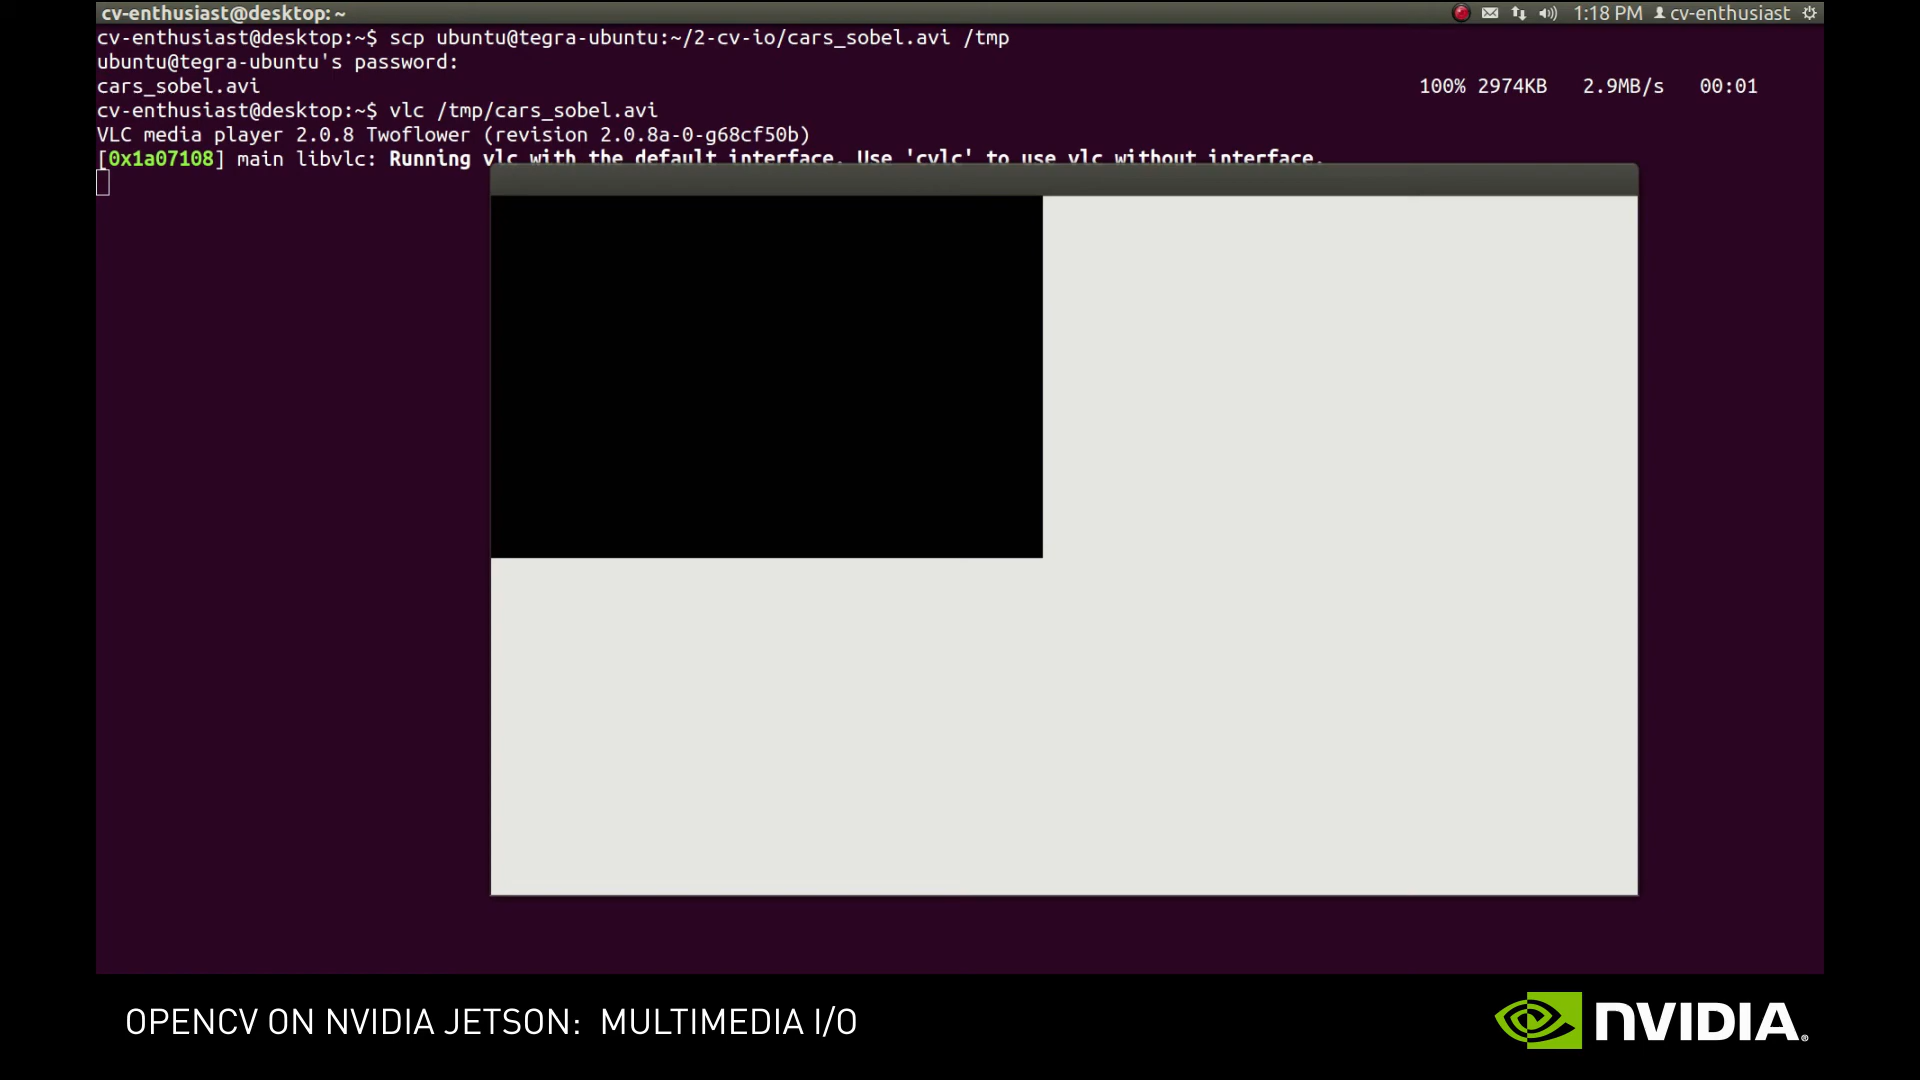 cv-enthusiast@desktop: ~
1:18 PM cv-enthusiast
cv-enthusiast@desktop:~$ scp ubuntu@tegra-ubuntu:~/2-cv-io/cars_sobel.avi /tmp
ubuntu@tegra-ubuntu's password:
cars_sobel.avi 100% 2974KB 2.9MB/s 00:01
cv-enthusiast@desktop:~$ vlc /tmp/cars_sobel.avi
VLC media player 2.0.8 Twoflower (revision 2.0.8a-0-g68cf50b)
[0x1a07108] main libvlc: Running vlc with the default interface. Use 'cvlc' to use vlc without interface.
OPENCV ON NVIDIA JETSON: MULTIMEDIA I/O
NVIDIA.